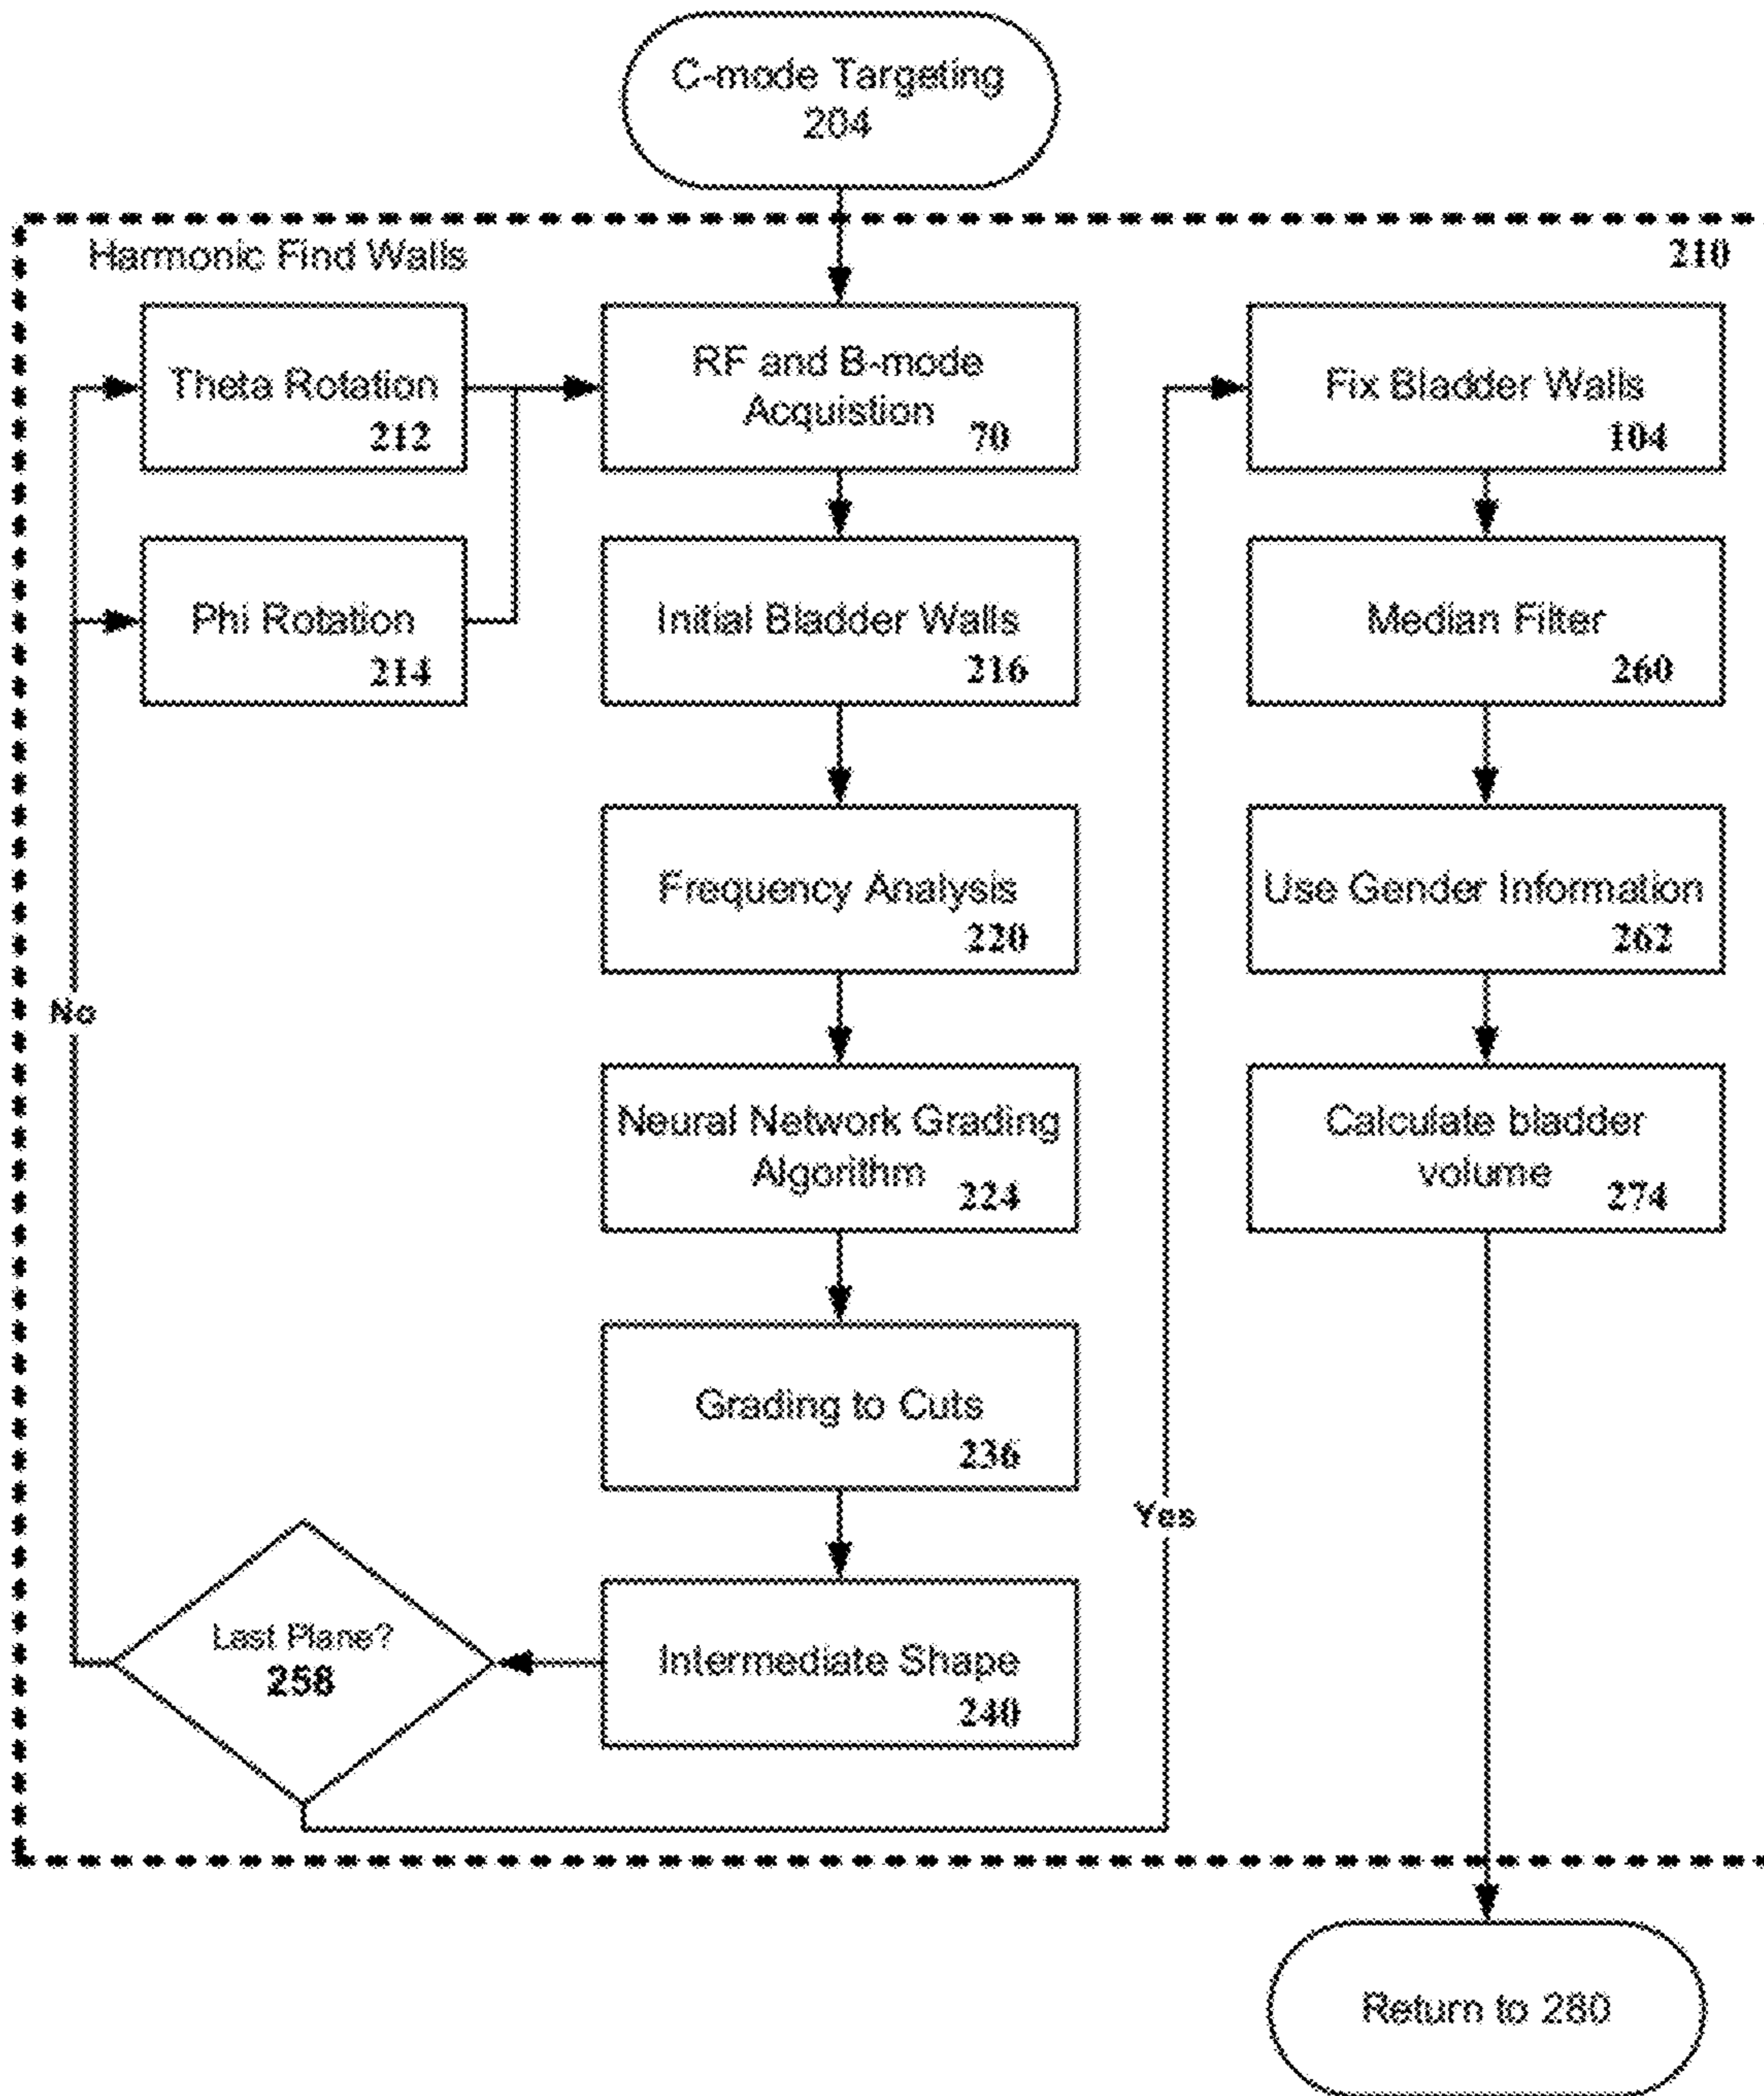 C-mode Targeting
204
Harmonic Find Walls
210
Theta Rotation
212
RF and B-mode
Acquistion
70
Fix Bladder Walls
104
Phi Rotation
214
Initial Bladder Walls
216
Median Filter
260
Frequency Analysis
220
Use Gender Information
262
No
Neural Network Grading
Algorithm
224
Calculate bladder
volume
274
Grading to Cuts
236
Yes
Last Plane?
258
Intermediate Shape
240
Return to 280